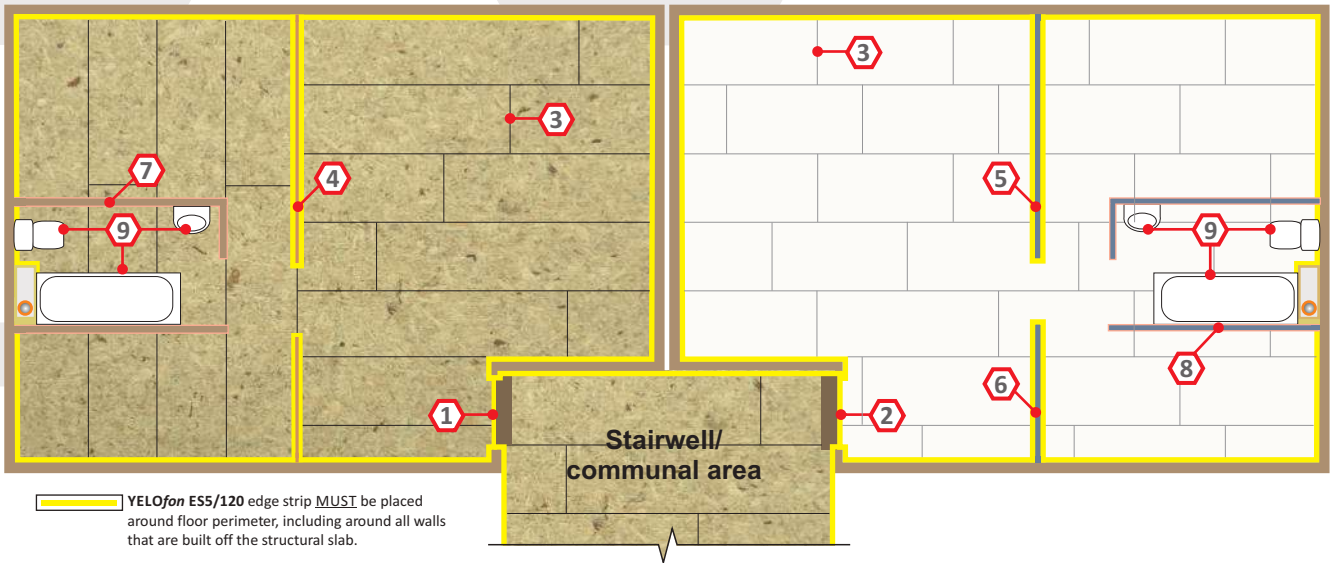 3
3
7
4
5
9
9
8
6
1
2
Stairwell/
communal area
YELOfon ES5/120 edge strip MUST be placed
around floor perimeter, including around all walls
that are built off the structural slab.